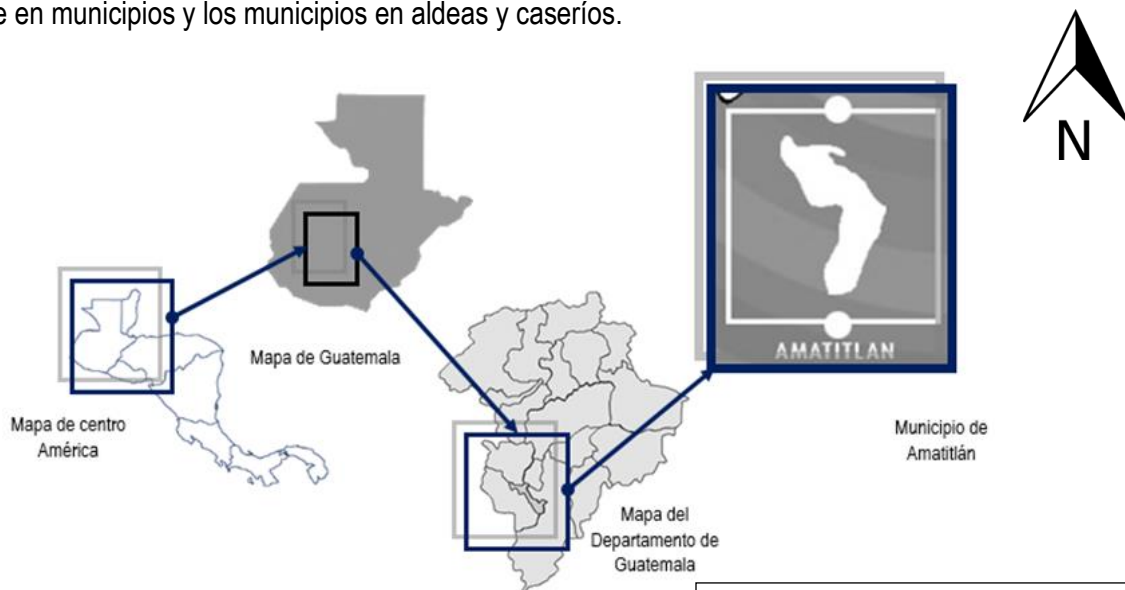 e en municipios y los municipios en aldeas y caseríos.
N
AMATITLAN
Mapa de Guatemala
Mapa de centro
América
Municipio de
Amatitlán
Mapa del
Departamento de
Guatemala